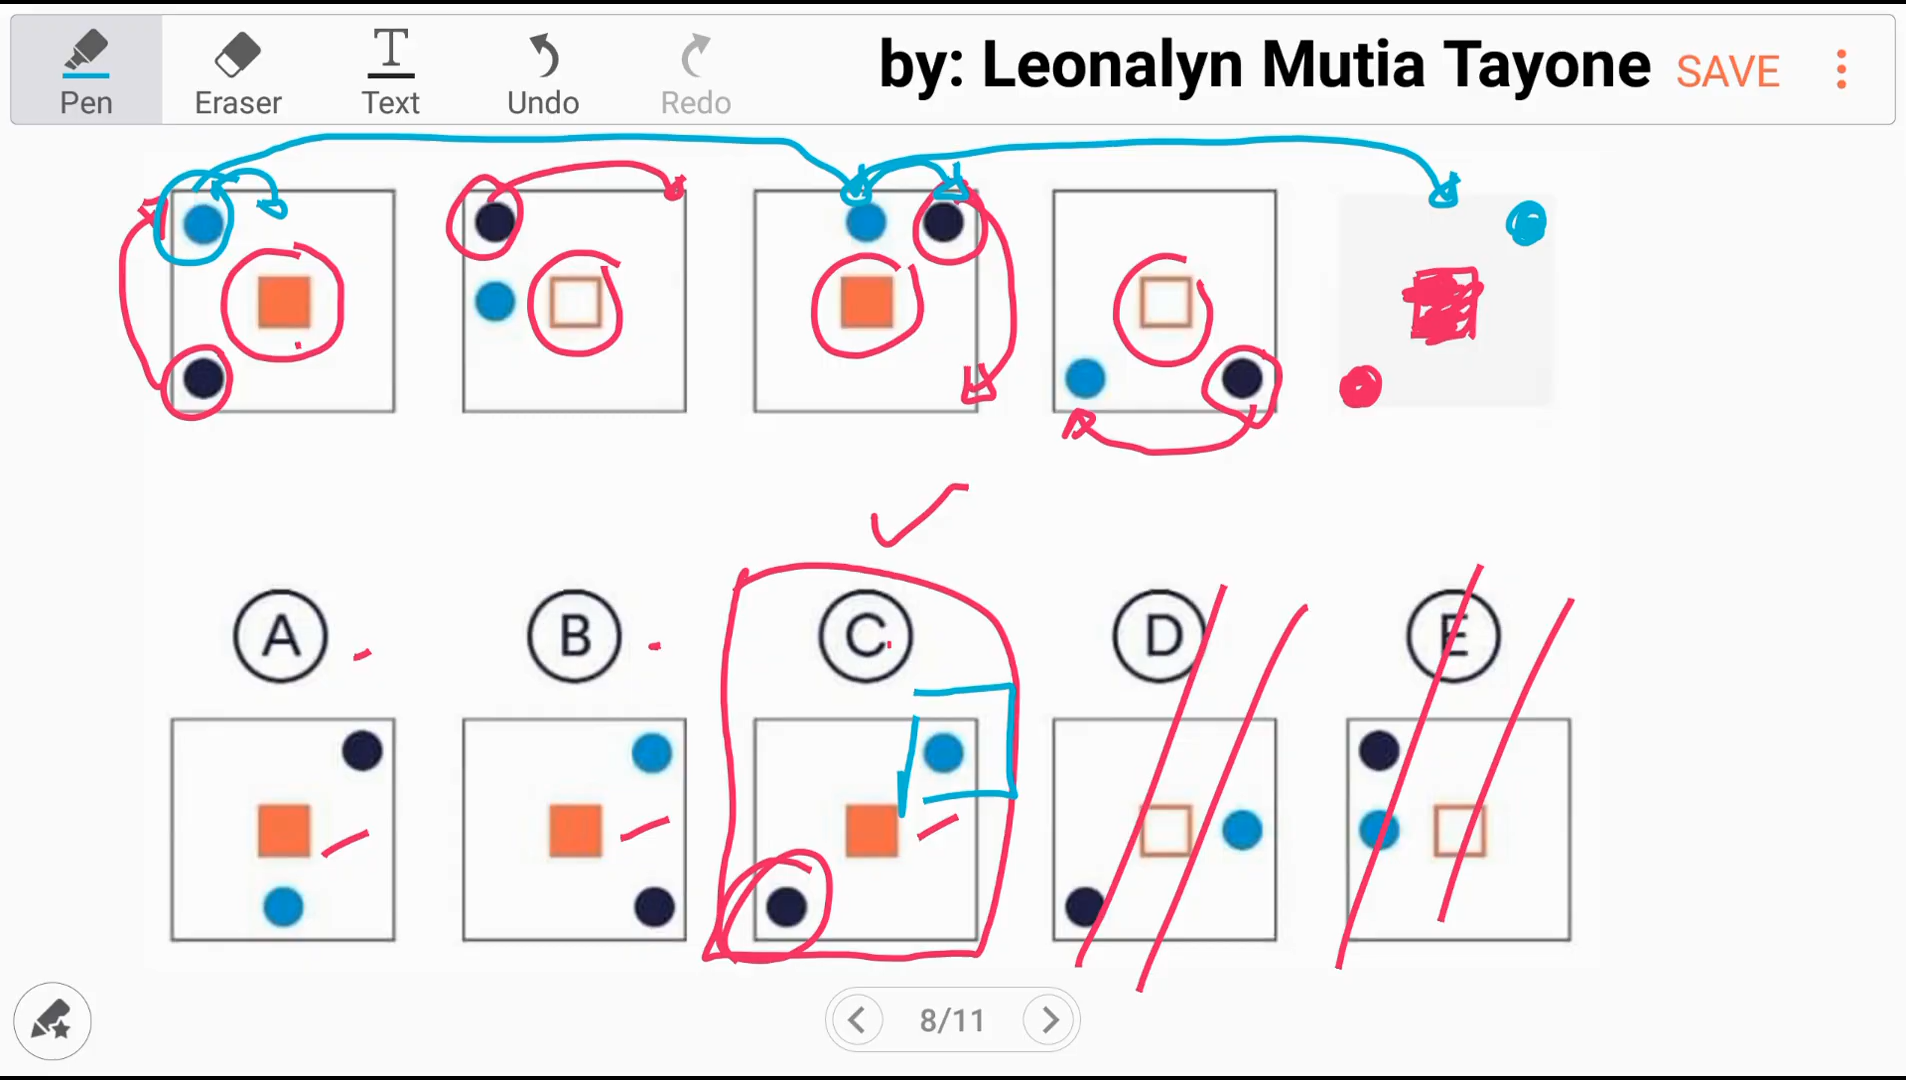 by: Leonalyn Mutia Tayone
SAVE
Pen
Eraser
Text
Undo
Redo
A
B
C
D
E
8/11